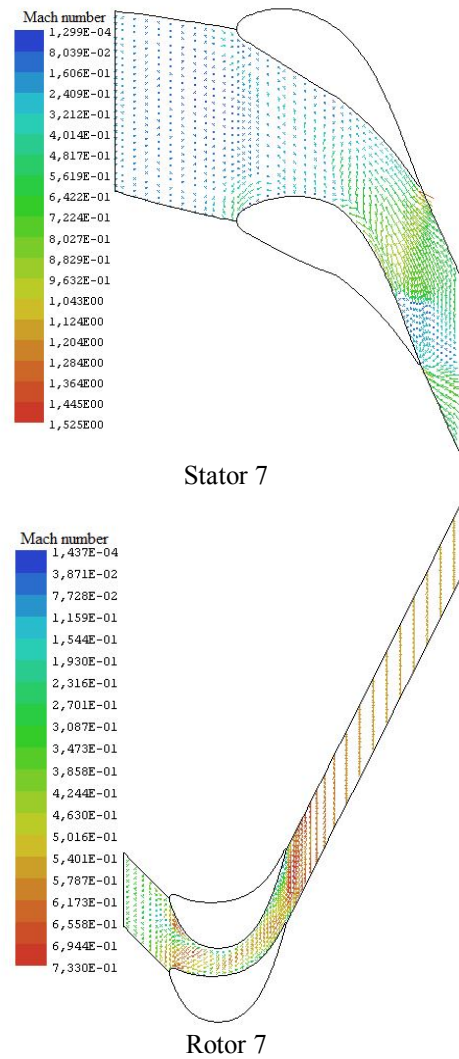 Mach number
1,299E-04
8,039E-02
1,606E-01
2,409E-01
3,212E-01
4,014E-01
4,817E-01
5,619E-01
6,422E-01
7,224E-01
8,027E-01
8,829E-01
9,632E-01
1,043E00
1,124E00
1,204E00
1,284E00
1,364E00
1,445E00
1,525E00
Stator 7
Mach number
1,437E-04
3,871E-02
7,728E-02
1,159E-01
1,544E-01
1,930E-01
2,316E-01
2,701E-01
3,087E-01
3,473E-01
3,858E-01
4,244E-01
4,630E-01
5,016E-01
5,401E-01
5,787E-01
6,173E-01
6,558E-01
6,944E-01
7,330E-01
Rotor 7